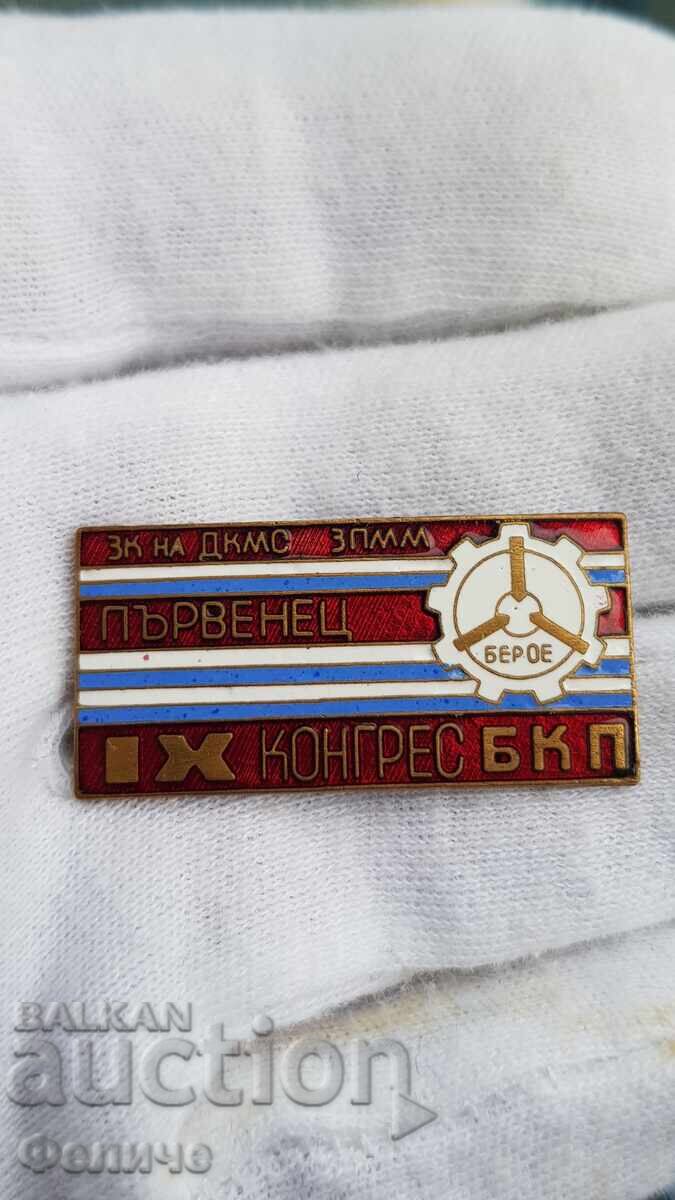 ЗК НА ДКМС ЗПММ
ПЪРВЕНЕЦ
БЕРОЕ
IX КОНГРЕС БКП
BALKAN
auction
Феличе